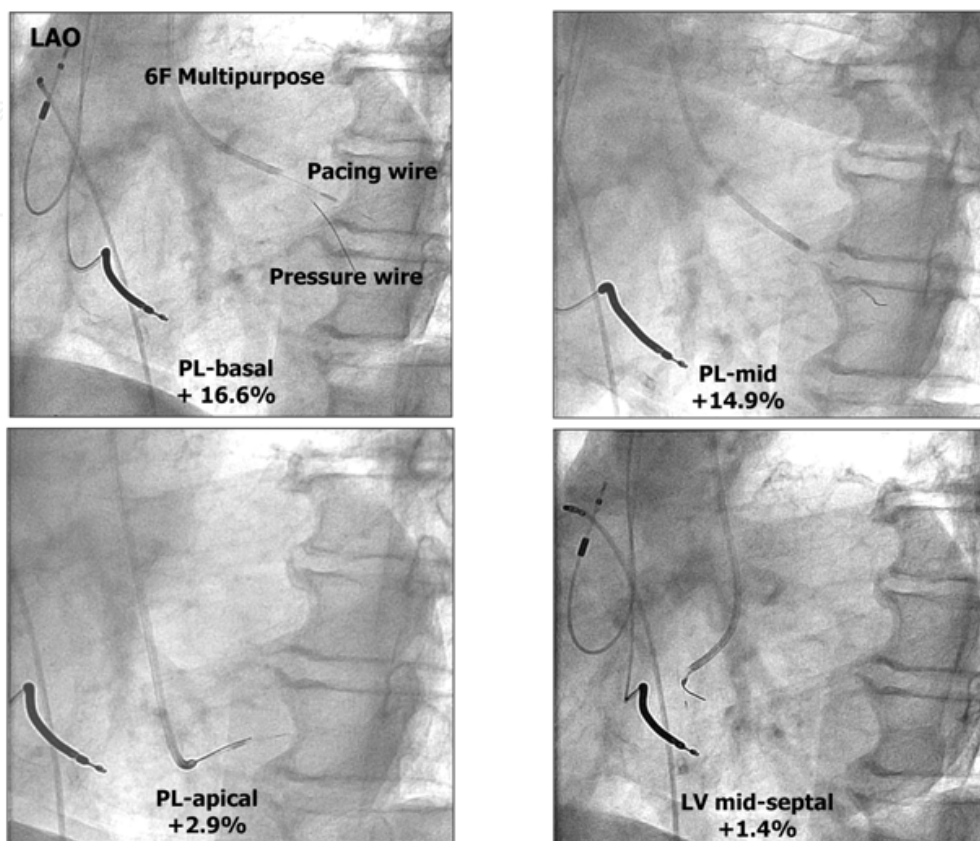 LAO
6F Multipurpose
Pacing wire
Pressure wire
PL-basal
+ 16.6%
PL-mid
+14.9%
PL-apical
+2.9%
LV mid-septal
+1.4%